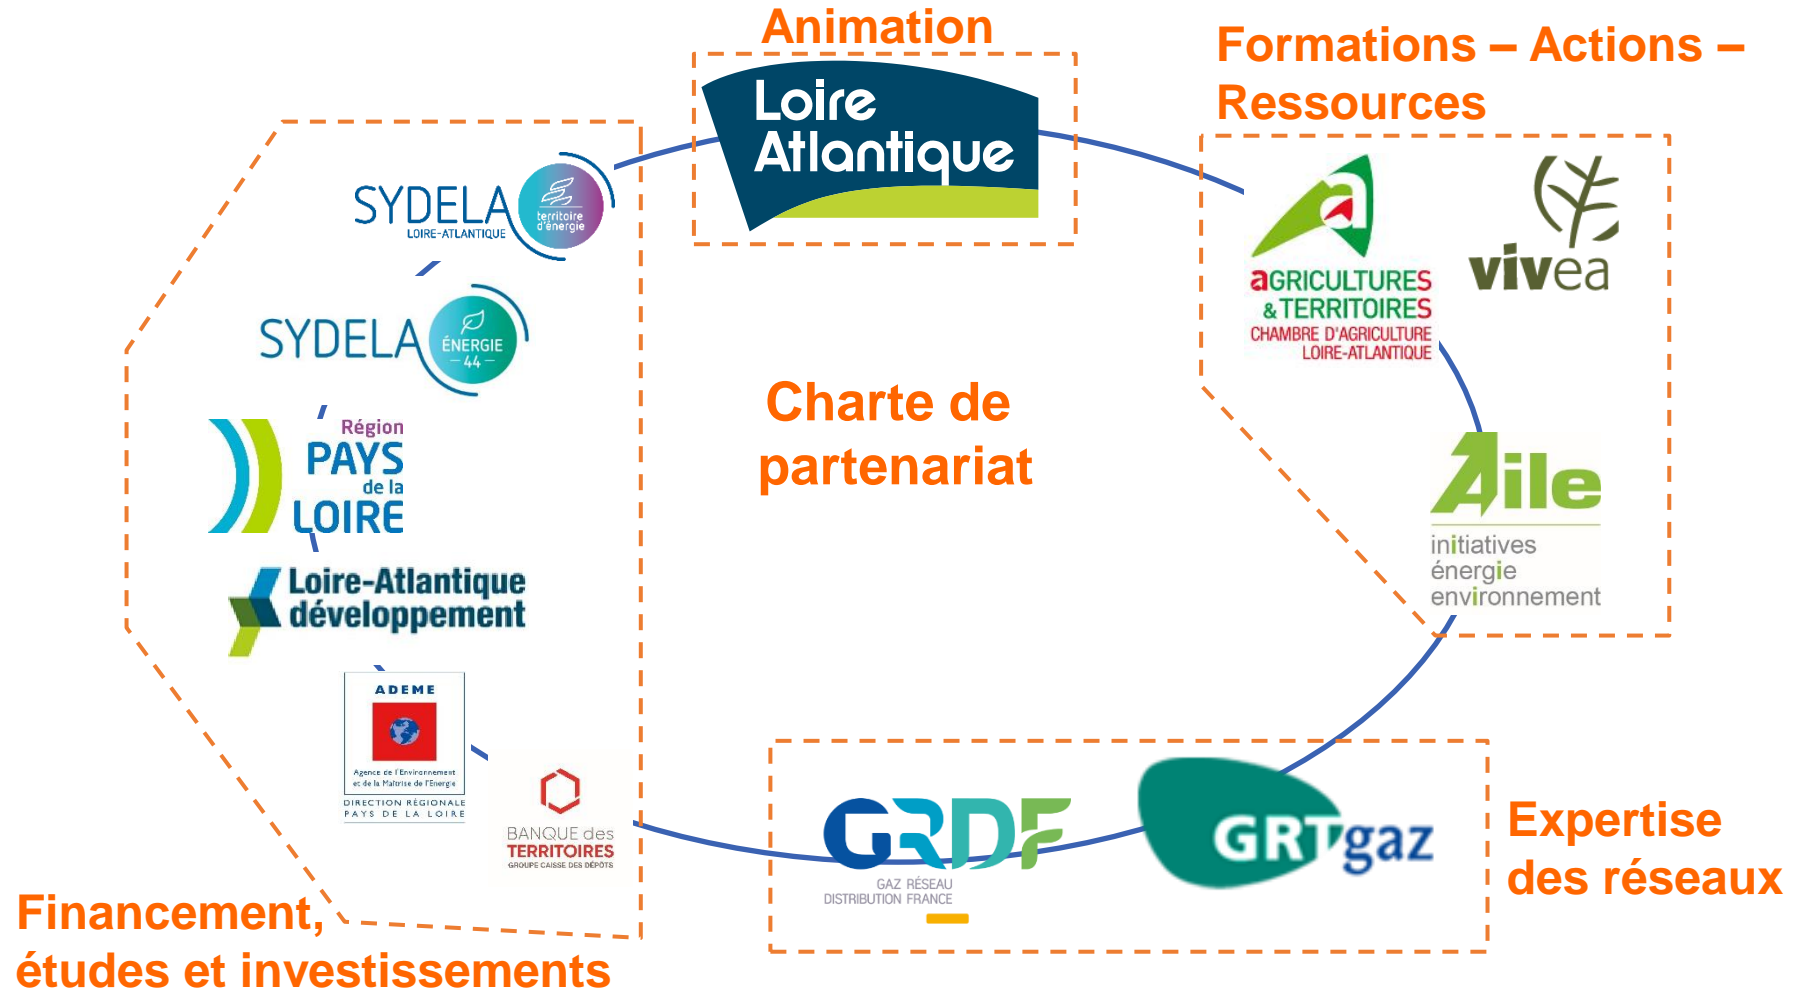 Animation
Loire
Atlantique
Formations – Actions –
Ressources
aGRICULTURES
& TERRITOIRES
CHAMBRE D'AGRICULTURE
LOIRE-ATLANTIQUE
vivea
Aile
initiatives
énergie
environnement
SYDELA
LOIRE-ATLANTIQUE
territoire
d'énergie
SYDELA
ÉNERGIE
– 44 –
Région
PAYS
de la
LOIRE
Loire-Atlantique
développement
ADEME
Agence de l'Environnement
et de la Maîtrise de l'Energie
DIRECTION RÉGIONALE
PAYS DE LA LOIRE
BANQUE des
TERRITOIRES
GROUPE CAISSE DES DÉPÔTS
Financement,
études et investissements
Charte de
partenariat
GRDF
GAZ RÉSEAU
DISTRIBUTION FRANCE
GRTgaz
Expertise
des réseaux